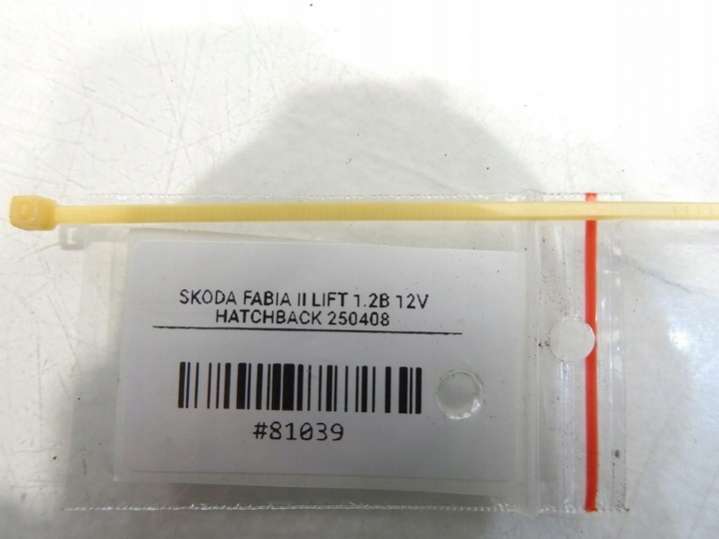 SKODA FABIA II LIFT 1.2B 12V
HATCHBACK 250408
#81039